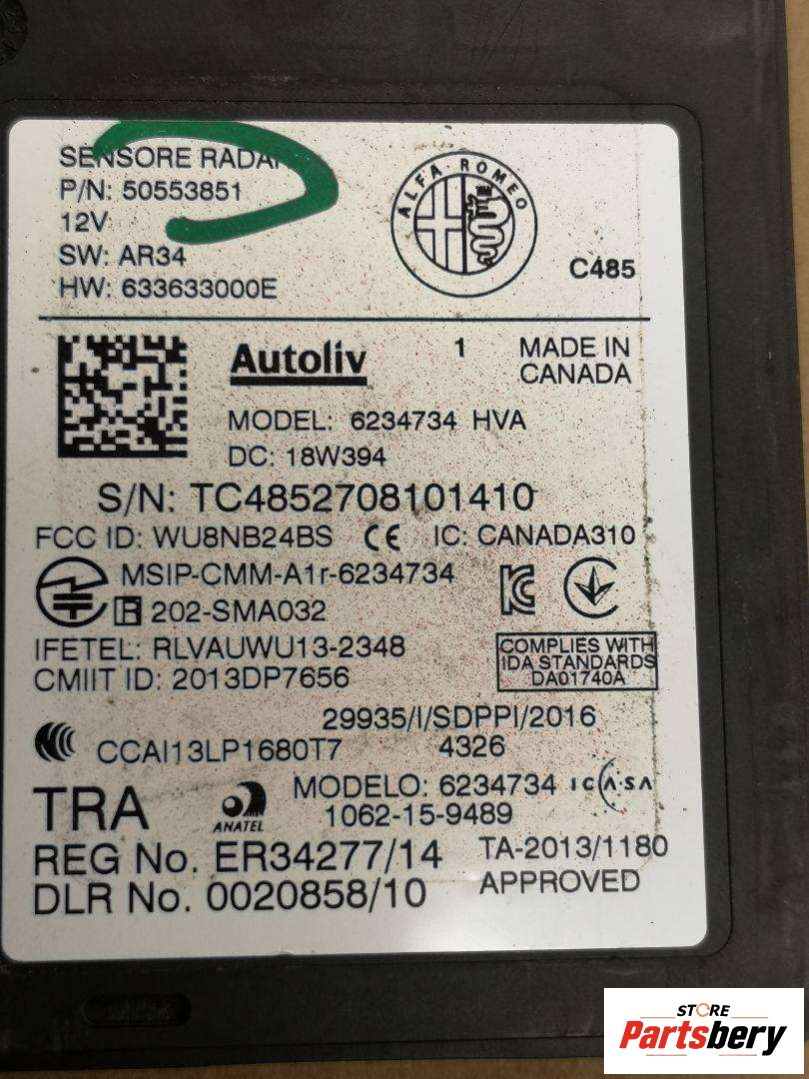 SENSORE RADAR
P/N: 50553851
12V
SW: AR34
HW: 633633000E
ALFA·ROMEO
C485
Autoliv
1
MADE IN
CANADA
MODEL: 6234734 HVA
DC: 18W394
S/N: TC4852708101410
FCC ID: WU8NB24BS CE IC: CANADA310
MSIP-CMM-A1r-6234734
R 202-SMA032
IFETEL: RLVAUWU13-2348
CMIIT ID: 2013DP7656
COMPLIES WITH
IDA STANDARDS
DA01740A
29935/I/SDPPI/2016
CCAI13LP1680T7 4326
TRA
ANATEL
MODELO: 6234734
1062-15-9489
ICASA
REG No. ER34277/14
DLR No. 0020858/10
TA-2013/1180
APPROVED
STORE
Partsbery